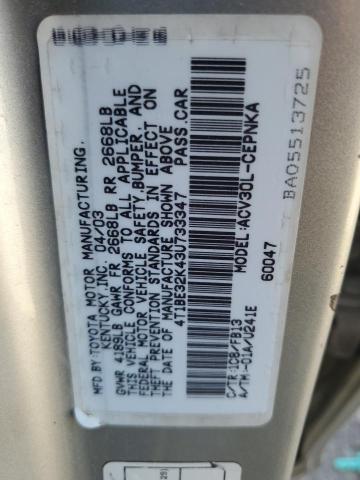 MFD.BY:TOYOTA MOTOR MANUFACTURING.
KENTUCKY INC. 04/03
GVWR 4189LB GAWR FR 2668LB RR 2668LB
THIS VEHICLE CONFORMS TO ALL APPLICABLE
FEDERAL MOTOR VEHICLE SAFETY, BUMPER, AND
THEFT PREVENTION STANDARDS IN EFFECT ON
THE DATE OF MANUFACTURE SHOWN ABOVE.
4T1BE32K43U733347 PASS.CAR
MODEL:ACV30L-CEPNKA
60047
C/TR:1C8/FB13
A/TM:-01A/U241E
BA05513725